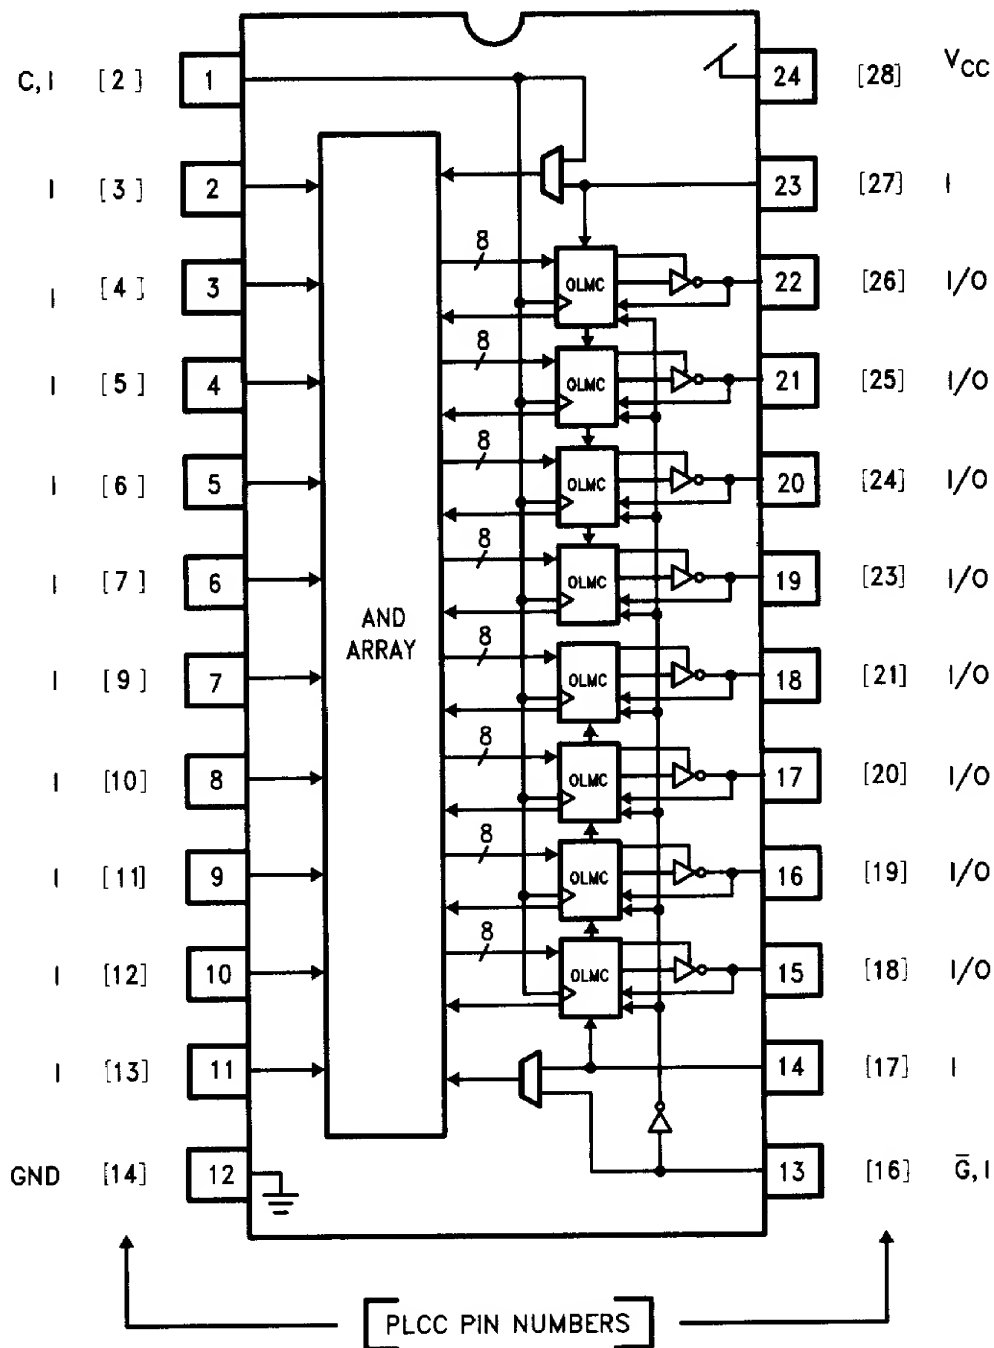 C, I [2] 1 24 [28] VCC
I [3] 2 23 [27] I
8
I [4] 3 OLMC 22 [26] I/O
8
I [5] 4 OLMC 21 [25] I/O
8
I [6] 5 OLMC 20 [24] I/O
8
I [7] 6 OLMC 19 [23] I/O
AND
ARRAY
8
I [9] 7 OLMC 18 [21] I/O
8
I [10] 8 OLMC 17 [20] I/O
8
I [11] 9 OLMC 16 [19] I/O
8
I [12] 10 OLMC 15 [18] I/O
I [13] 11 14 [17] I
GND [14] 12 13 [16] G̅, I
[PLCC PIN NUMBERS]